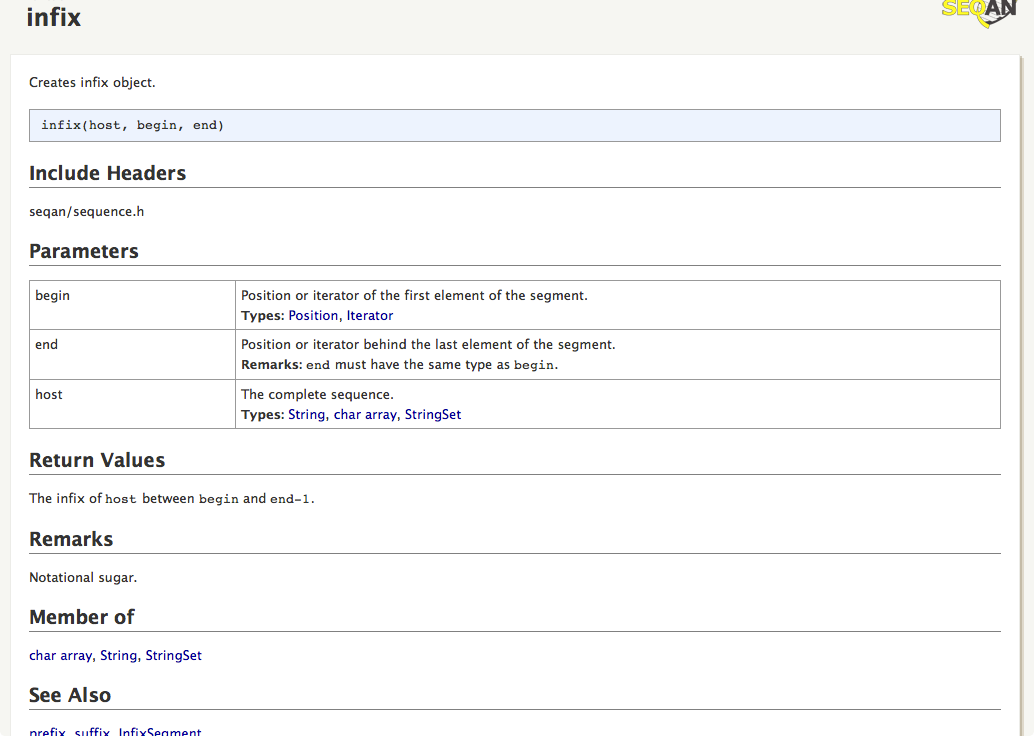 infix
SEQAN
Creates infix object.
infix(host, begin, end)
Include Headers
seqan/sequence.h
Parameters
begin
Position or iterator of the first element of the segment.
Types: Position, Iterator
end
Position or iterator behind the last element of the segment.
Remarks: end must have the same type as begin.
host
The complete sequence.
Types: String, char array, StringSet
Return Values
The infix of host between begin and end-1.
Remarks
Notational sugar.
Member of
char array, String, StringSet
See Also
prefix, suffix, InfixSegment